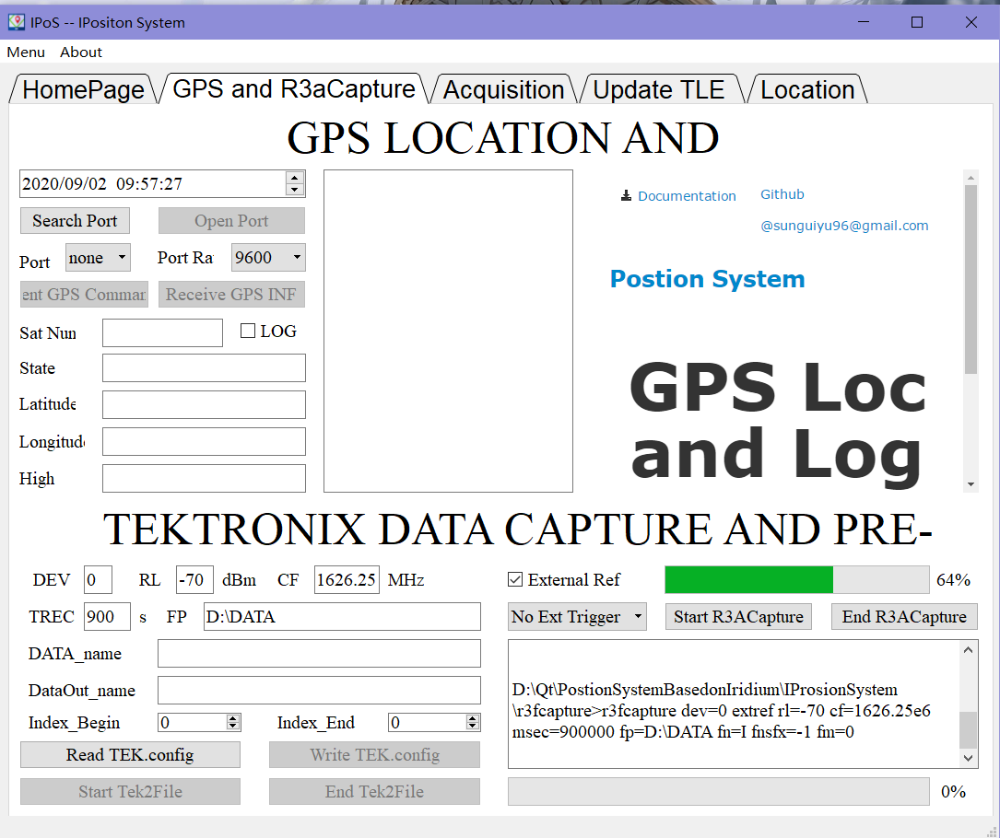 IPoS -- IPositon System
Menu About
HomePage GPS and R3aCapture Acquisition Update TLE Location
GPS LOCATION AND
2020/09/02 09:57:27
Search Port Open Port
Port none Port Ra 9600
ent GPS Commar Receive GPS INF
Sat Nun LOG
State
Latitude
Longitude
High
Documentation Github
@sunguiyu96@gmail.com
Postion System
GPS Loc
and Log
TEKTRONIX DATA CAPTURE AND PRE-
DEV 0 RL -70 dBm CF 1626.25 MHz
External Ref 64%
TREC 900 s FP D:\DATA
No Ext Trigger Start R3ACapture End R3ACapture
DATA_name
DataOut_name
Index_Begin 0 Index_End 0
Read TEK.config Write TEK.config
Start Tek2File End Tek2File
D:\Qt\PostionSystemBasedonIridium\IProsionSystem
\r3fcapture>r3fcapture dev=0 extref rl=-70 cf=1626.25e6
msec=900000 fp=D:\DATA fn=I fnsfx=-1 fm=0
0%